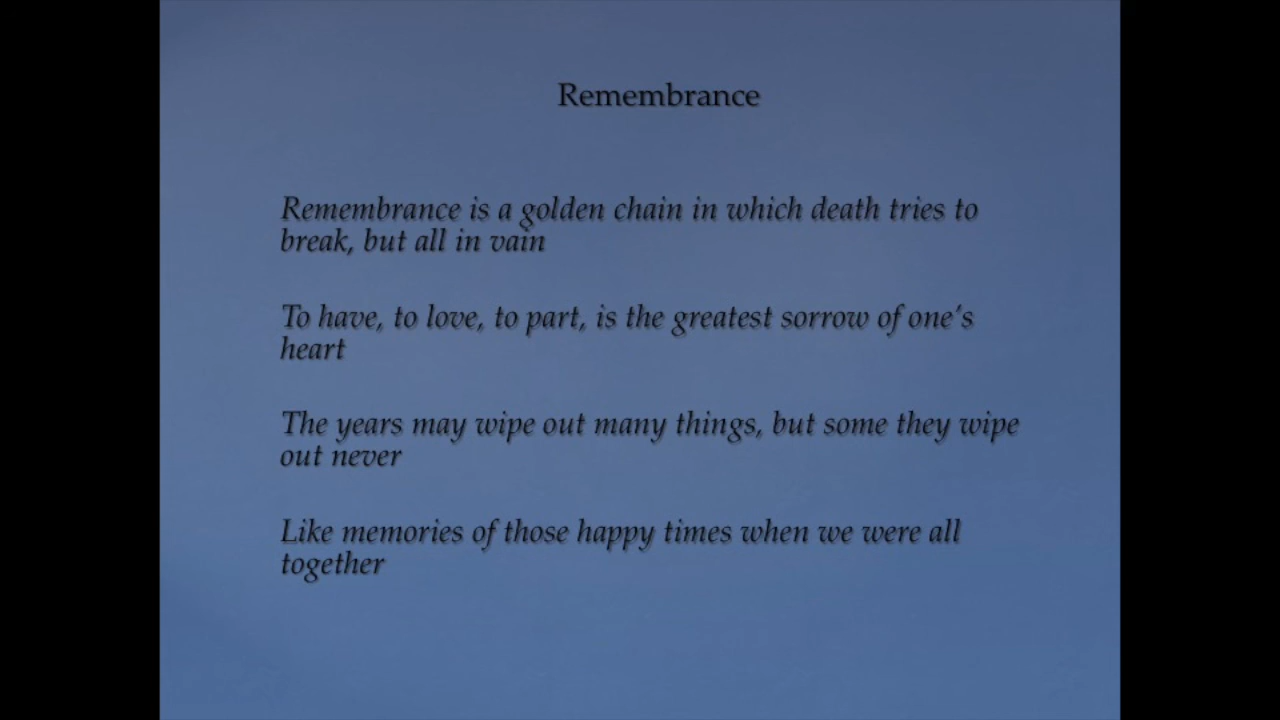 Remembrance
Remembrance is a golden chain in which death tries to
break, but all in vain
To have, to love, to part, is the greatest sorrow of one's
heart
The years may wipe out many things, but some they wipe
out never
Like memories of those happy times when we were all
together